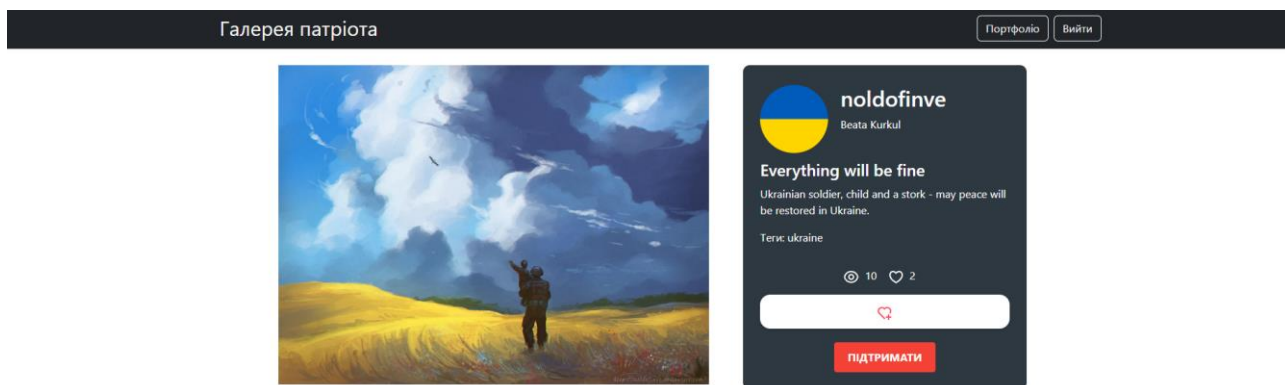 Галерея патріота
Портфоліо
Вийти
noldofinve
Beata Kurkul
Everything will be fine
Ukrainian soldier, child and a stork - may peace will
be restored in Ukraine.
Теги: ukraine
10
2
ПІДТРИМАТИ